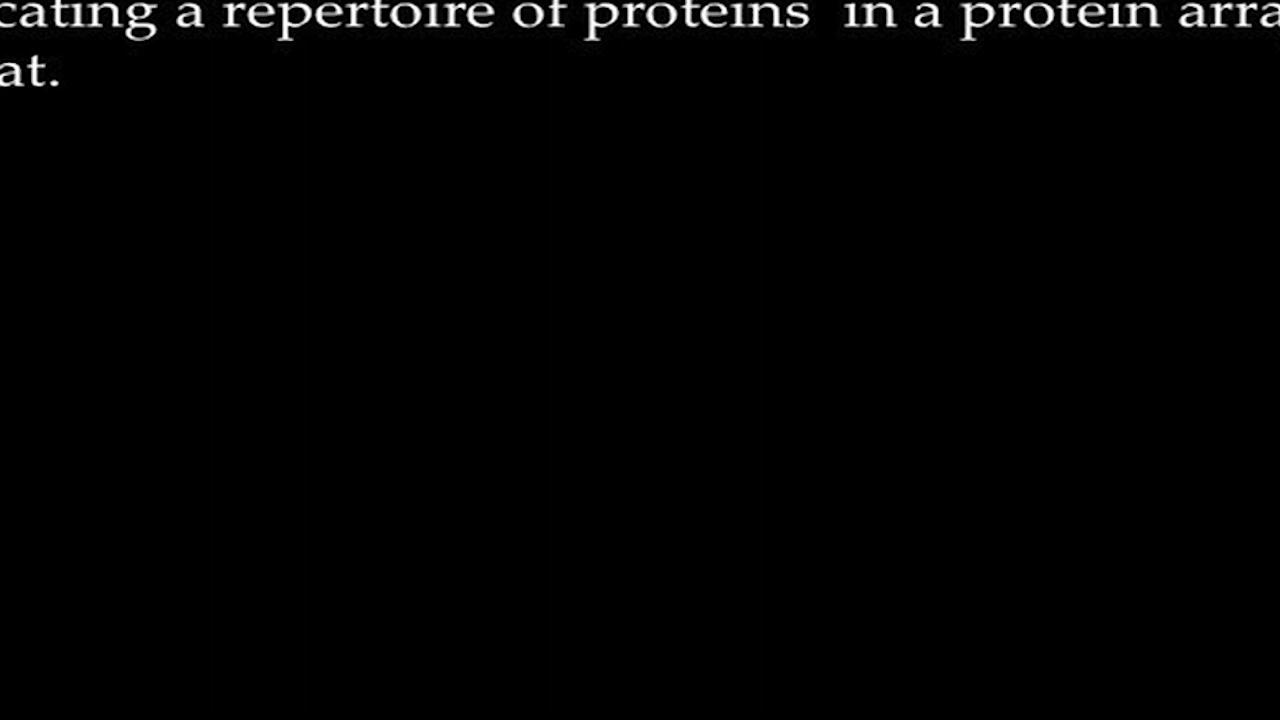 cating a repertoire of proteins in a protein arra
at.